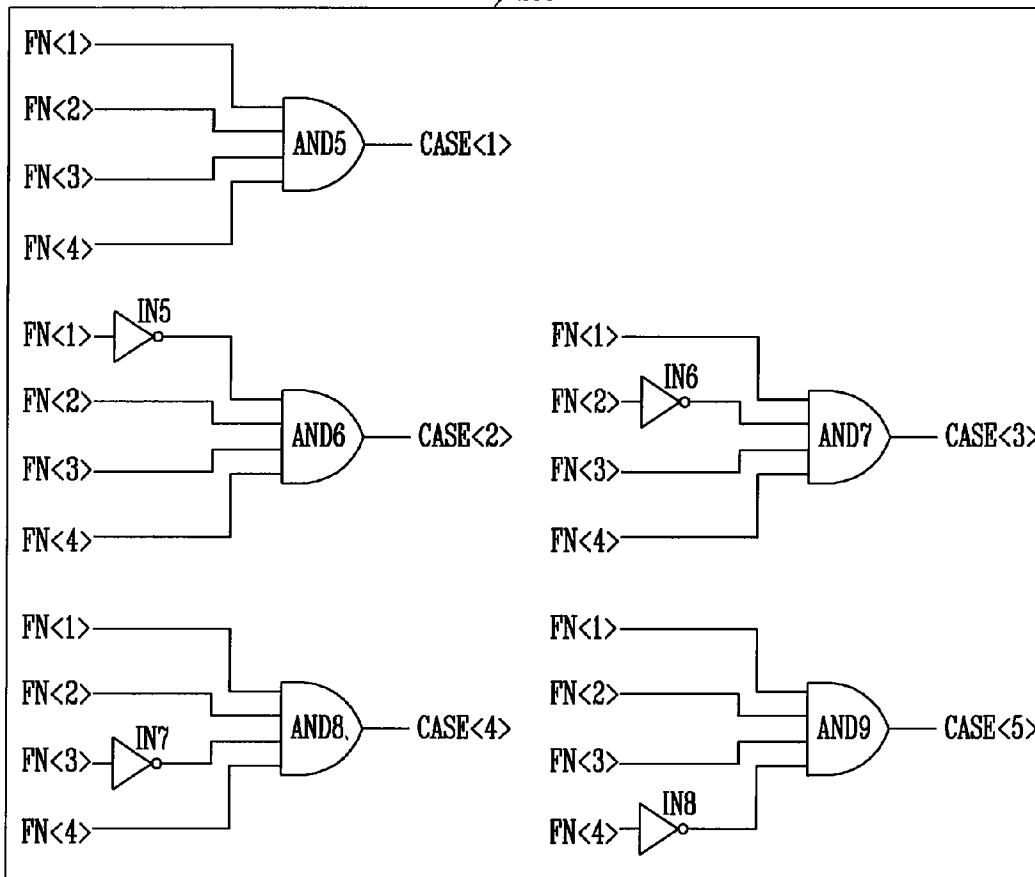 FN<1>
FN<2>
AND5
CASE<1>
FN<3>
FN<4>
IN5
FN<1>
FN<2>
AND6
CASE<2>
FN<3>
FN<4>
FN<1>
IN6
FN<2>
AND7
CASE<3>
FN<3>
FN<4>
FN<1>
FN<2>
AND8
CASE<4>
IN7
FN<3>
FN<4>
FN<1>
FN<2>
AND9
CASE<5>
FN<3>
IN8
FN<4>